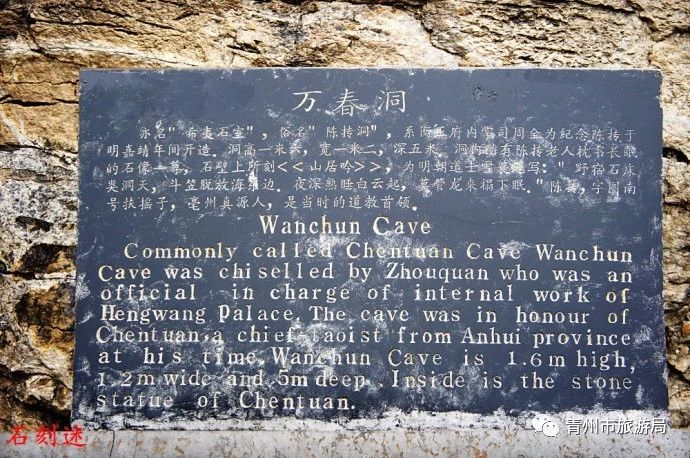 万春洞
亦名"希夷石室"，俗名"陈抟洞"，系衡王府内掌司周全为纪念陈抟于
明嘉靖年间开造．洞高一米六，宽一米二，深五米．洞内凿有陈抟老人枕书长眠
的石像一尊，石壁上所刻<<山居吟>>，为明朝道士雪蓑撰写："野猫石床
类洞天，斗笠脱放海东边．夜深熟睡白云起，莫管龙来榻下眠．"陈抟，字图南
号扶摇子，亳州真源人，是当时的道教首领．
Wanchun Cave
Commonly called Chentuan Cave Wanchun
Cave was chiselled by Zhouquan who was an
official in charge of internal work of
Hengwang palace. The cave was in honour of
Chentuan,a chief-taoist from Anhui province
at his time. Wanchun Cave is 1.6m high,
1.2m wide and 5m deep. Inside is the stone
statue of Chentuan.
石刻迷
青州市旅游局